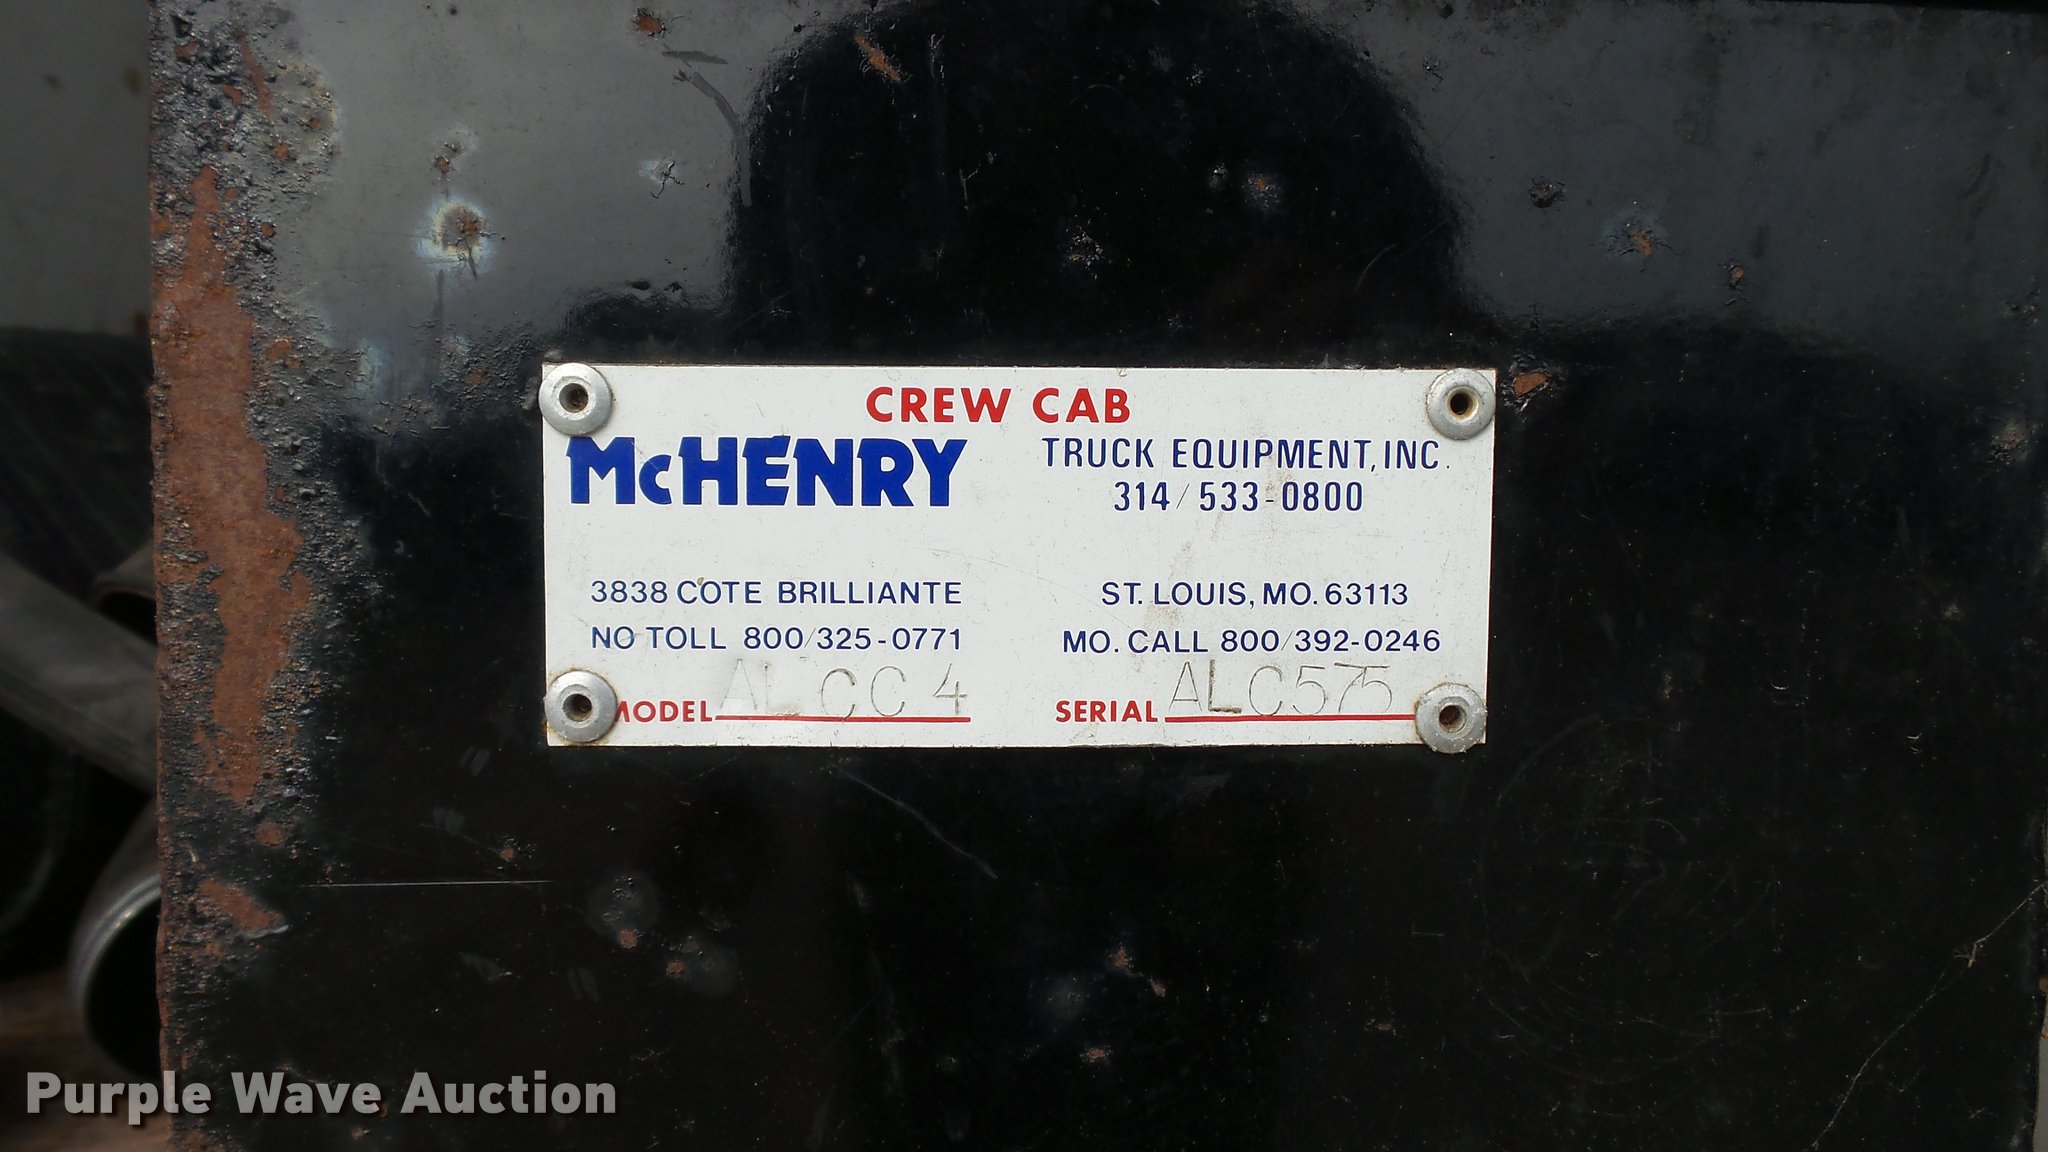 CREW CAB
McHENRY TRUCK EQUIPMENT, INC.
314/533-0800
3838 COTE BRILLIANTE ST. LOUIS, MO. 63113
NO TOLL 800/325-0771 MO. CALL 800/392-0246
MODEL ALCC4 SERIAL ALC575
Purple Wave Auction